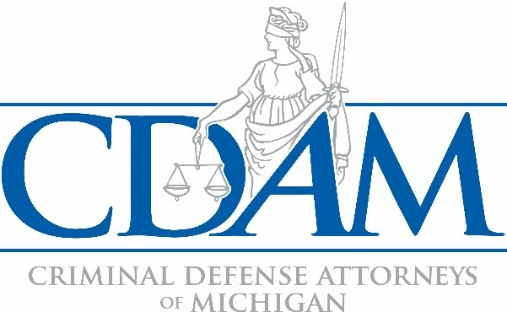 CDAM
CRIMINAL DEFENSE ATTORNEYS
OF MICHIGAN